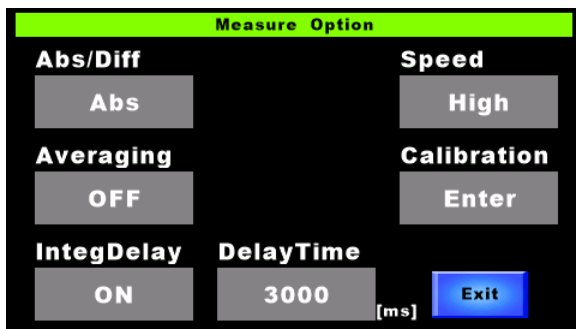 Measure Option
Abs/Diff
Speed
Abs
High
Averaging
Calibration
OFF
Enter
IntegDelay
DelayTime
ON
3000
[ms]
Exit